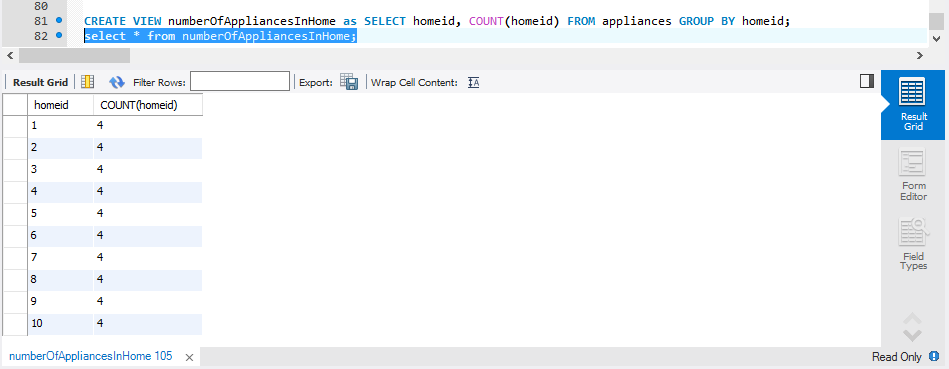 80
81 CREATE VIEW numberOfAppliancesInHome as SELECT homeid, COUNT(homeid) FROM appliances GROUP BY homeid;
82 select * from numberOfAppliancesInHome;
Result Grid Filter Rows: Export: Wrap Cell Content: IA
homeid COUNT(homeid)
1 4
2 4
3 4
4 4
5 4
6 4
7 4
8 4
9 4
10 4
Result
Grid
Form
Editor
Field
Types
numberOfAppliancesInHome 105 × Read Only